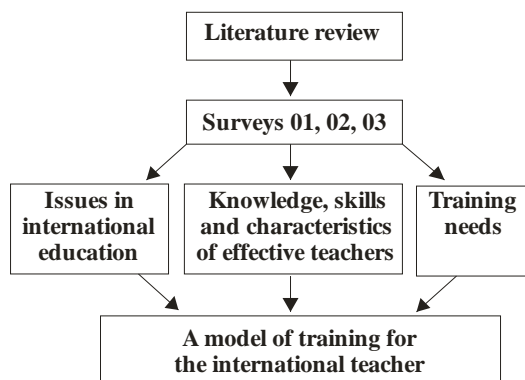 Literature review
Surveys 01, 02, 03
Issues in
international
education
Knowledge, skills
and characteristics
of effective teachers
Training
needs
A model of training for
the international teacher